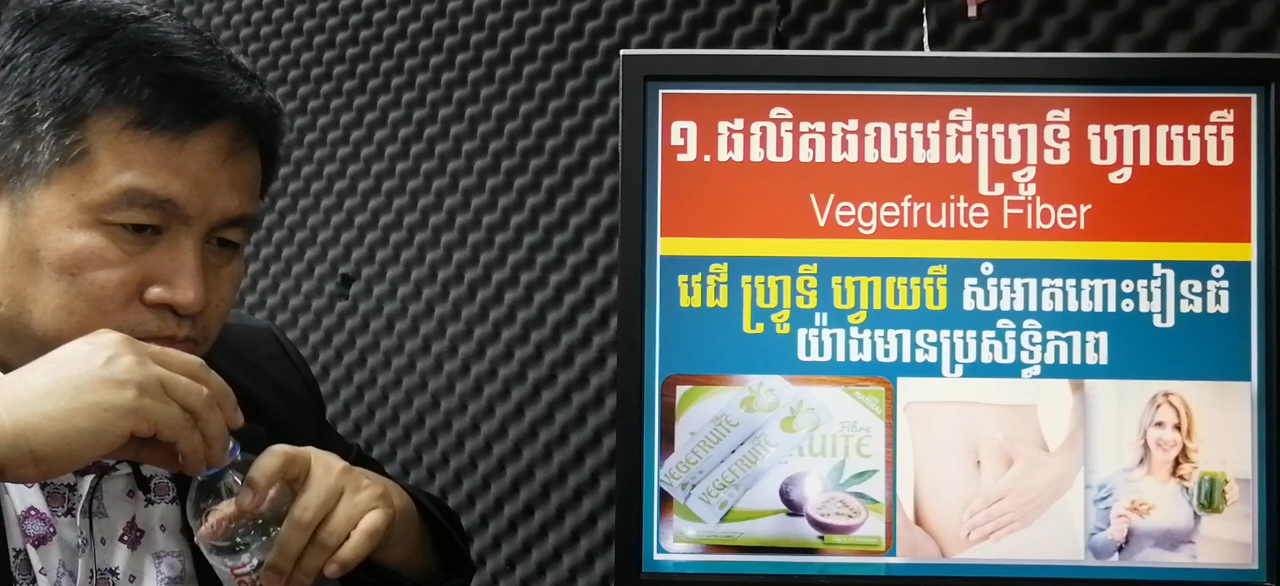 ១.ផលិតផលវេជីហ្វ្រូទី ហ្វាយបឺ
Vegefruite Fiber
វេជី ហ្វ្រូទី ហ្វាយបឺ សំអាតពោះវៀនធំ
យ៉ាងមានប្រសិទ្ធិភាព
NATURAL
Fibre
RUITE
VEGEFRUITE
VEGEFRUITE